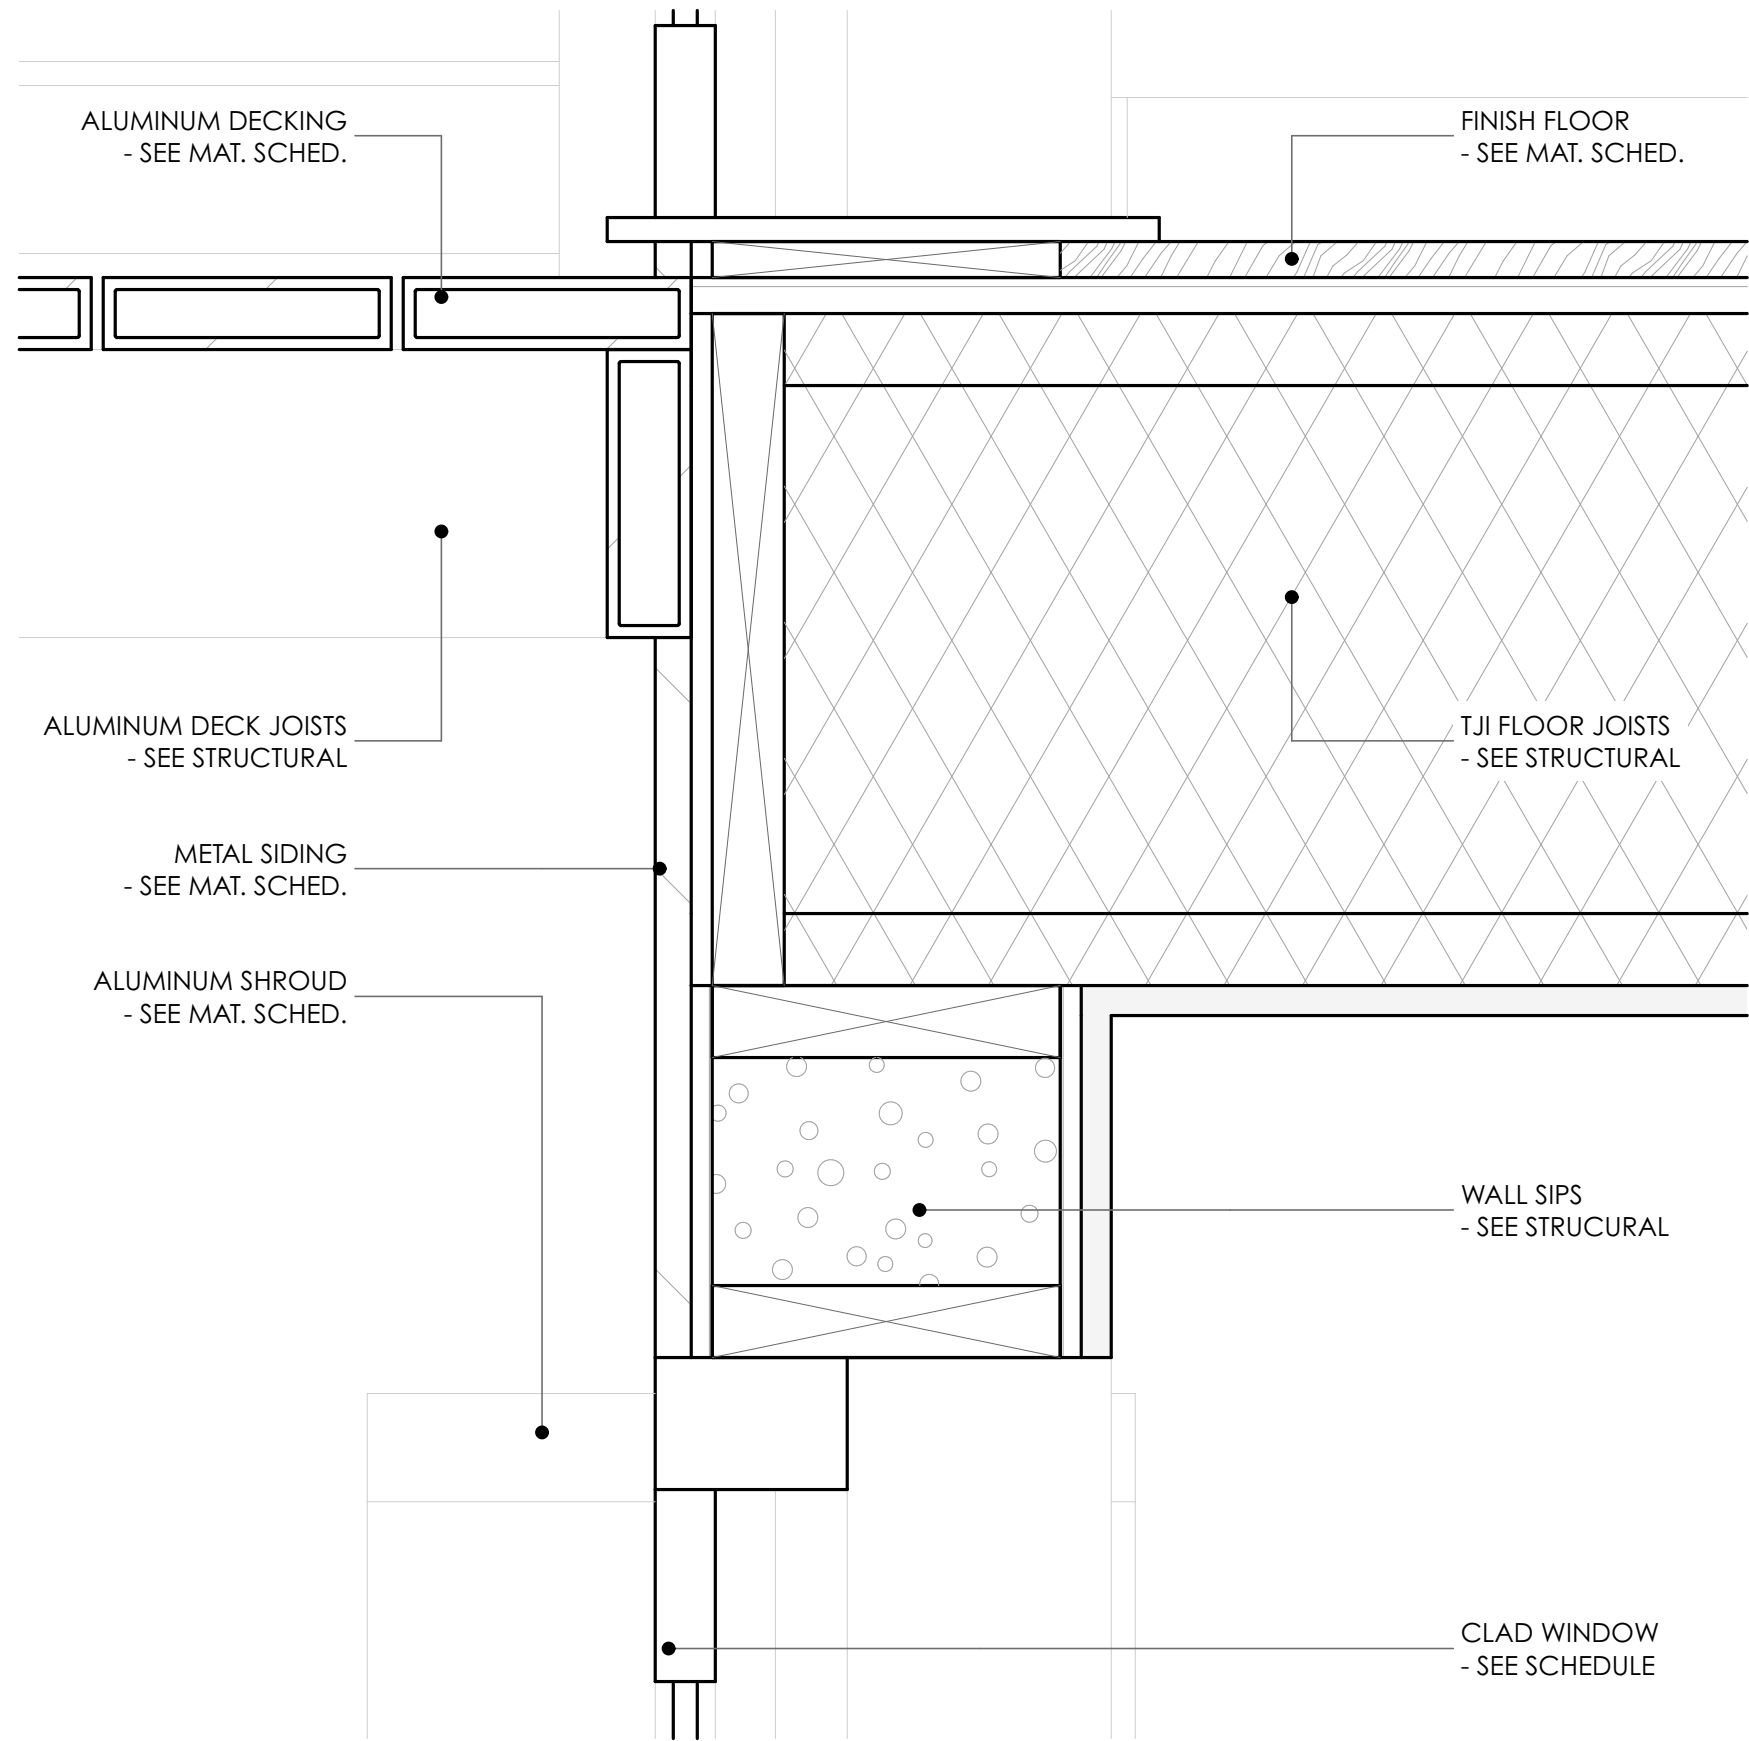 ALUMINUM DECKING
- SEE MAT. SCHED.
FINISH FLOOR
- SEE MAT. SCHED.
ALUMINUM DECK JOISTS
- SEE STRUCTURAL
TJI FLOOR JOISTS
- SEE STRUCTURAL
METAL SIDING
- SEE MAT. SCHED.
ALUMINUM SHROUD
- SEE MAT. SCHED.
WALL SIPS
- SEE STRUCURAL
CLAD WINDOW
- SEE SCHEDULE